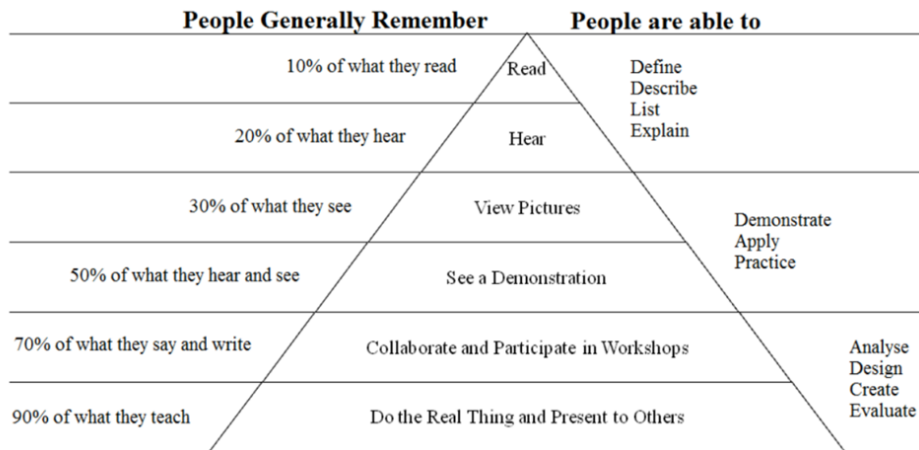 People Generally Remember
People are able to
10% of what they read
Read
Define
Describe
List
Explain
20% of what they hear
Hear
30% of what they see
View Pictures
Demonstrate
Apply
Practice
50% of what they hear and see
See a Demonstration
70% of what they say and write
Collaborate and Participate in Workshops
Analyse
Design
Create
Evaluate
90% of what they teach
Do the Real Thing and Present to Others